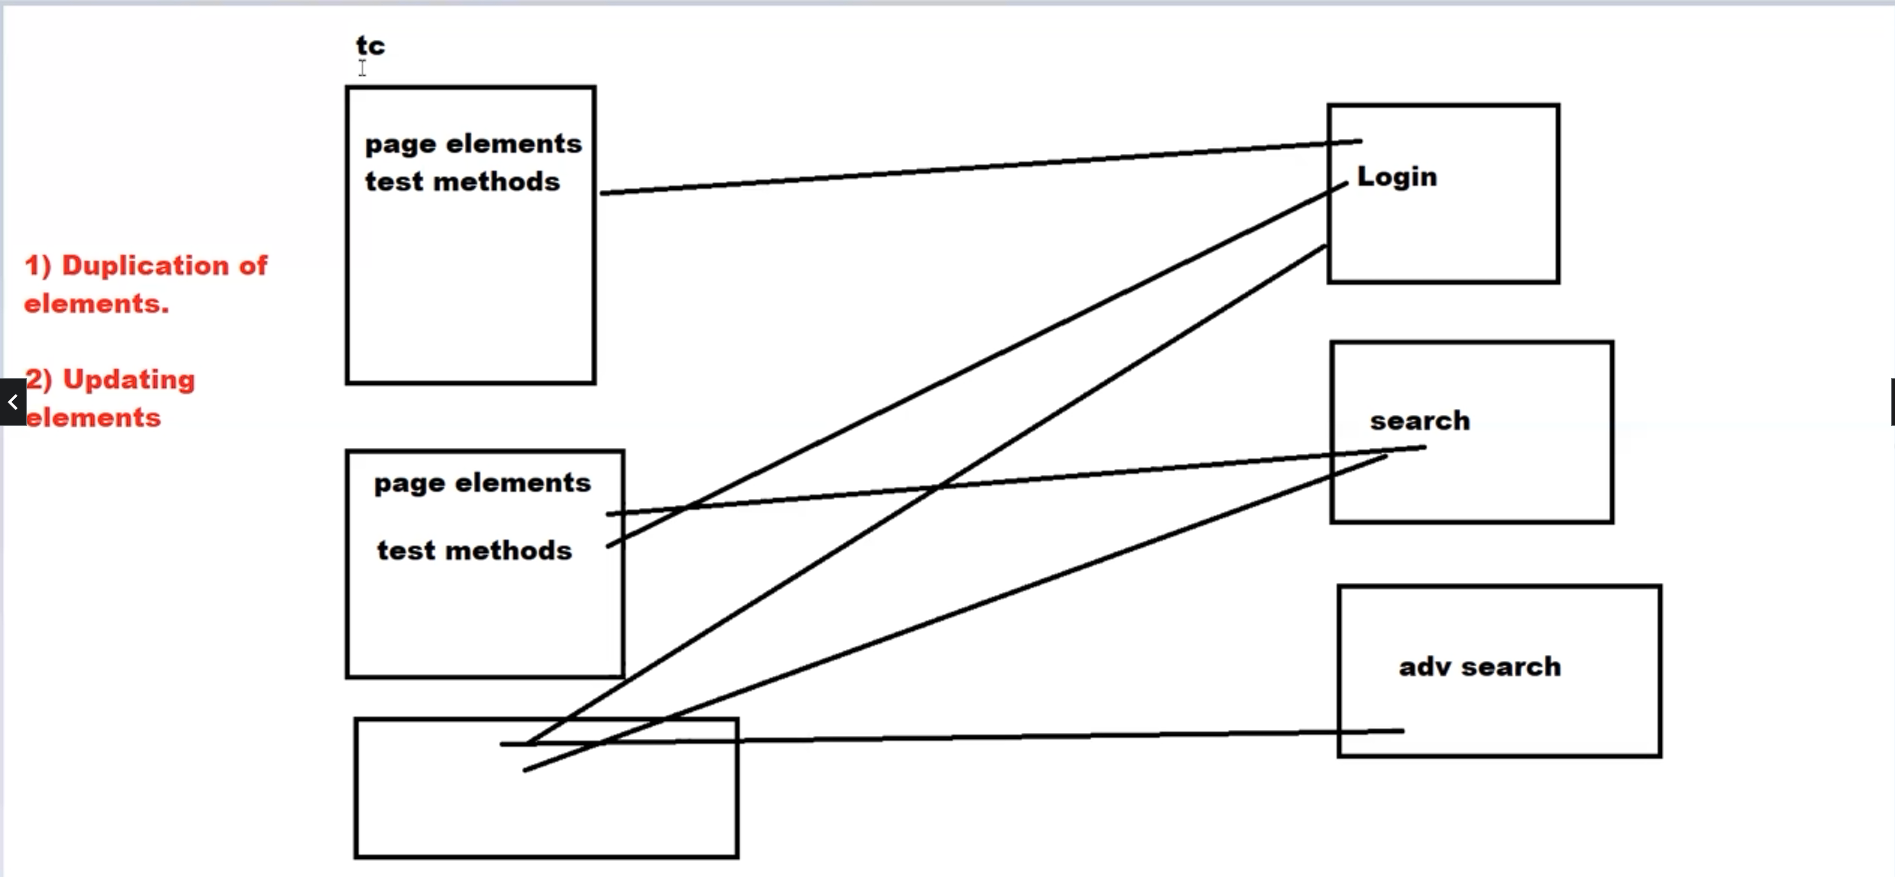 tc
page elements
test methods
Login
1) Duplication of
elements.
2) Updating
elements
search
page elements
test methods
adv search